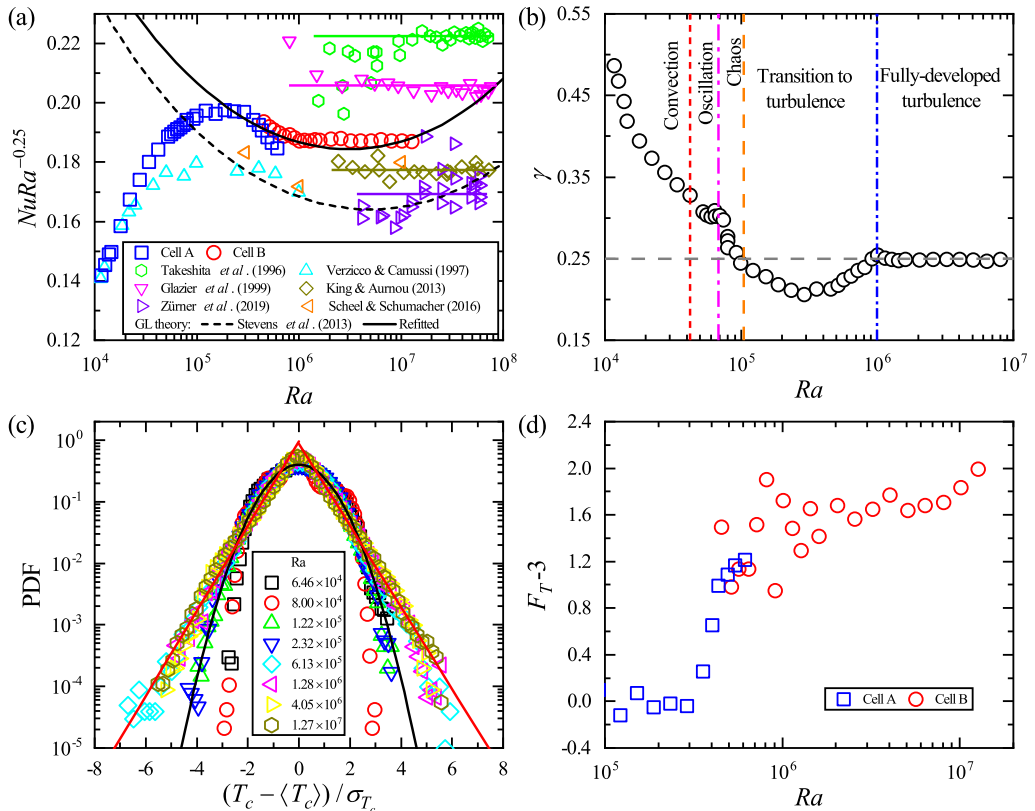 (a)
0.22
0.20
0.18
0.16
0.14
0.12
NuRa^−0.25
Cell A Cell B
Takeshita et al. (1996) Verzicco & Camussi (1997)
Glazier et al. (1999) King & Aurnou (2013)
Zürner et al. (2019) Scheel & Schumacher (2016)
GL theory: Stevens et al. (2013) Refitted
10^4 10^5 10^6 10^7 10^8
Ra
(b)
0.55
0.45
0.35
0.25
0.15
γ
Convection
Oscillation
Chaos
Transition to
turbulence
Fully-developed
turbulence
10^4 10^5 10^6 10^7
Ra
(c)
10^0
10^-1
10^-2
10^-3
10^-4
10^-5
PDF
Ra
6.46×10^4
8.00×10^4
1.22×10^5
2.32×10^5
6.13×10^5
1.28×10^6
4.05×10^6
1.27×10^7
-8 -6 -4 -2 0 2 4 6 8
(T_c − ⟨T_c⟩) / σ_{T_c}
(d)
2.4
2.0
1.6
1.2
0.8
0.4
0.0
-0.4
F_T-3
Cell A Cell B
10^5 10^6 10^7
Ra